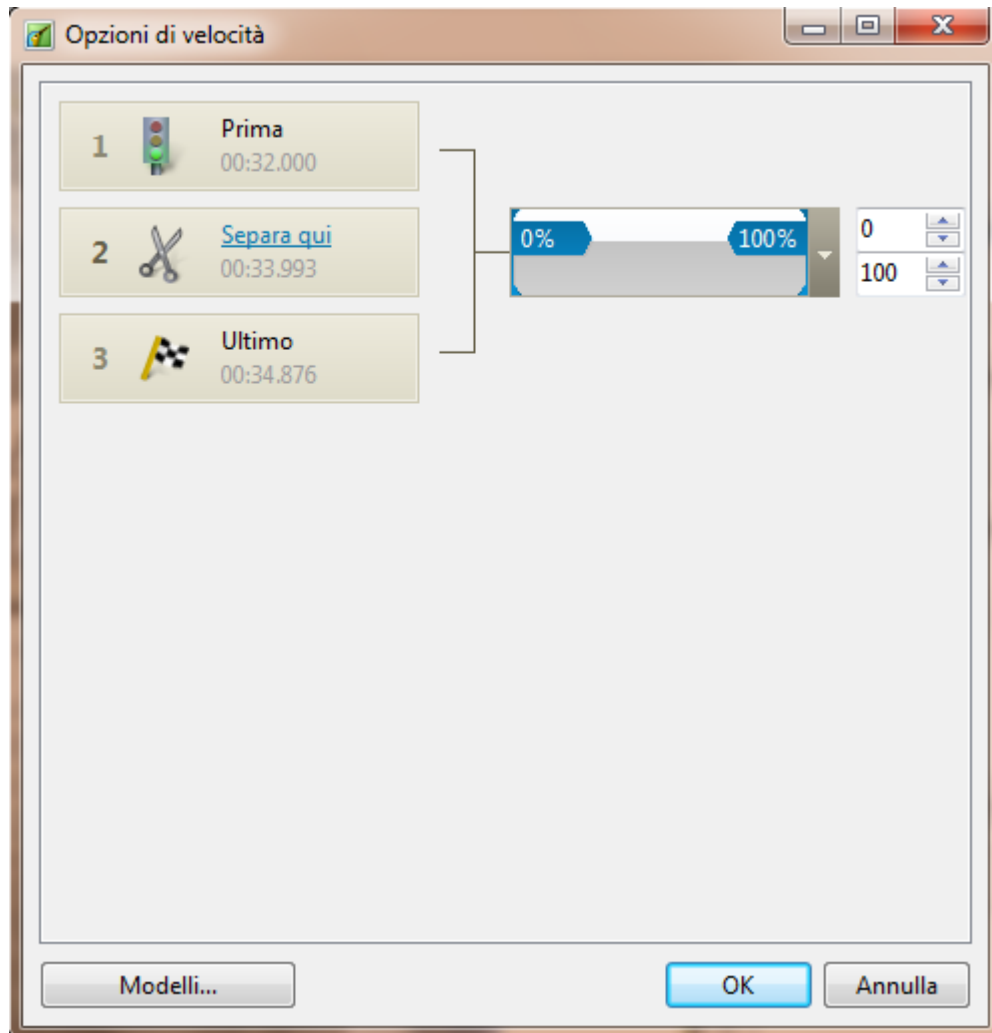 Opzioni di velocità
1 Prima
00:32.000
2 Separa qui
00:33.993
3 Ultimo
00:34.876
0% 100%
0
100
Modelli... OK Annulla